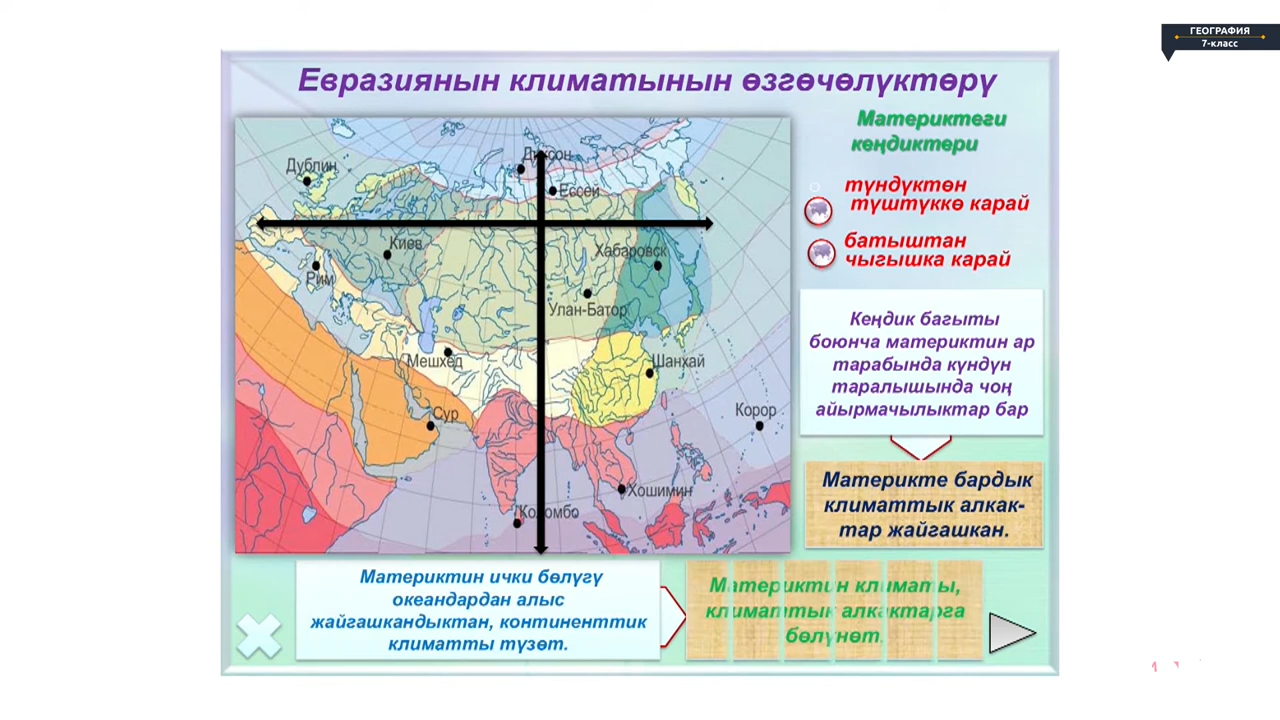 ГЕОГРАФИЯ
7-класс
Евразиянын климатынын өзгөчөлүктөрү
Материктеги
көңдиктери
түндүктөн
түштүккө карай
батыштан
чыгышка карай
Дублин
Диксон
Ессей
Киев
Хабаровск
Рим
Улан-Батор
Мешхед
Шанхай
Сур
Корор
Хошимин
Коломбо
Кеңдик багыты
боюнча материктин ар
тарабында күндүн
таралышында чоң
айырмачылыктар бар
Материкте бардык
климаттык алкак-
тар жайгашкан.
Материктин ички бөлүгү
океандардан алыс
жайгашкандыктан, континенттик
климатты түзөт.
Материктин климаты,
климаттык алкактарга
бөлүнөт.